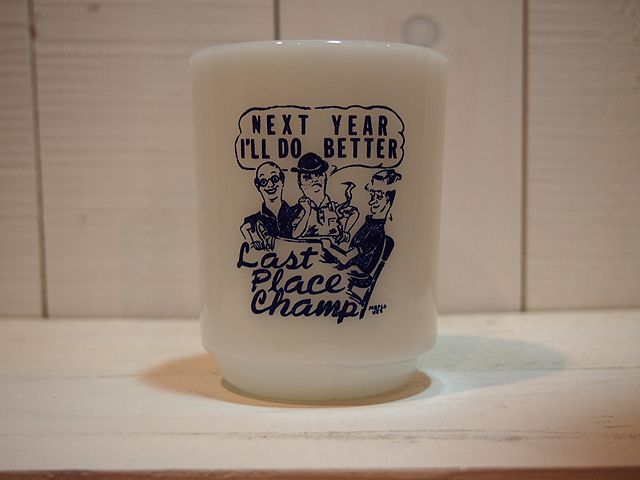 NEXT YEAR
I'LL DO BETTER
Last
Place
Champ